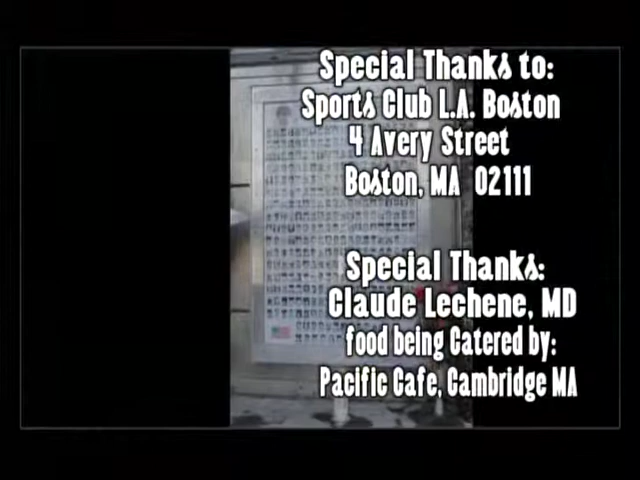 Special Thanks to:
Sports Club L.A. Boston
4 Avery Street
Boston, MA 02111
Special Thanks:
Claude Lechene, MD
food being Catered by:
Pacific Cafe, Cambridge MA